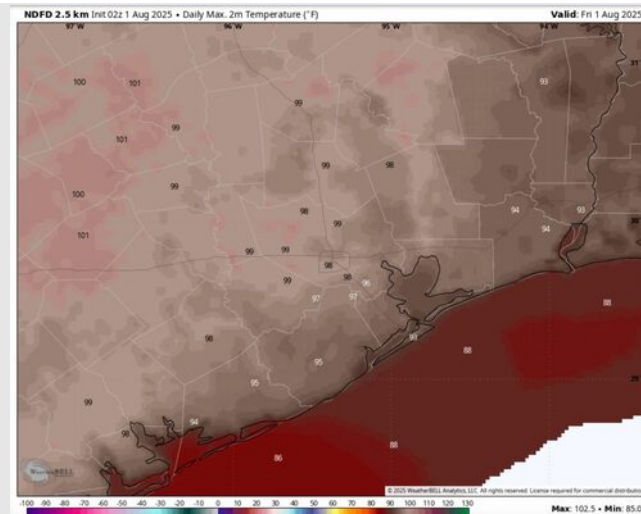 NDFD 2.5 km Init 02z 1 Aug 2025 • Daily Max. 2m Temperature (°F)
Valid: Fri 1 Aug 2025
97°W 96°W 95°W 94°W
100 101 93
99 99
101
99 98
99
100 98 94 93
99 94
101 99 99
98
99 98 96
97 97
88
98
98 88
95
95
99
94
98 88
86
WeatherBELL
© 2025 WeatherBELL Analytics, LLC. All rights reserved. License required for commercial distribution
-100 -90 -80 -70 -60 -50 -40 -30 -20 -10 0 10 20 30 40 50 60 70 80 90 100 110 120 130
Max: 102.5 • Min: 85.0